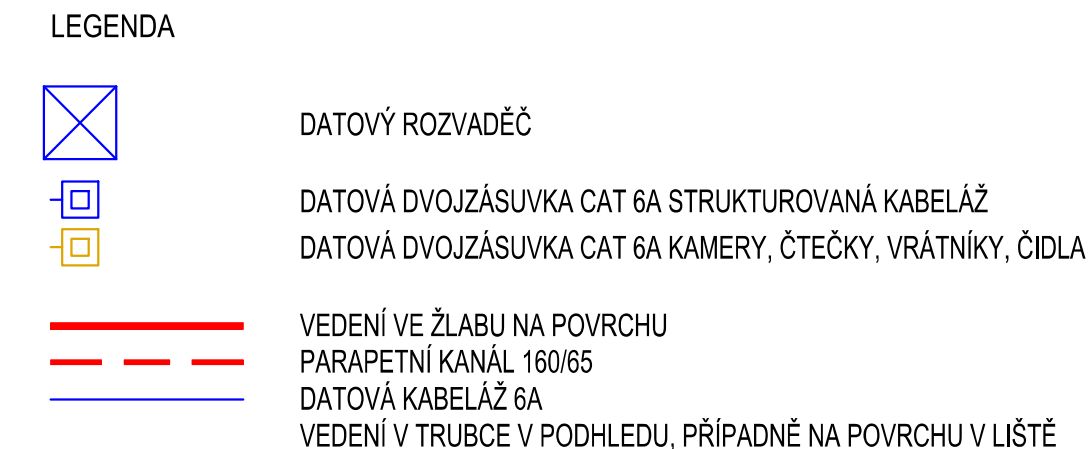 LEGENDA
DATOVÝ ROZVADĚČ
DATOVÁ DVOJZÁSUVKA CAT 6A STRUKTUROVANÁ KABELÁŽ
DATOVÁ DVOJZÁSUVKA CAT 6A KAMERY, ČTEČKY, VRÁTNÍKY, ČIDLA
VEDENÍ VE ŽLABU NA POVRCHU
PARAPETNÍ KANÁL 160/65
DATOVÁ KABELÁŽ 6A
VEDENÍ V TRUBCE V PODHLEDU, PŘÍPADNĚ NA POVRCHU V LIŠTĚ